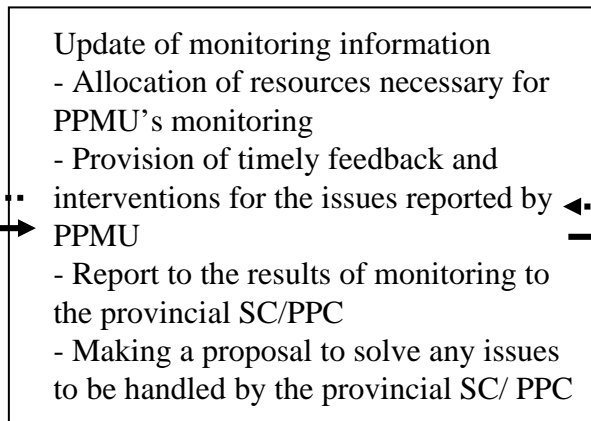 Update of monitoring information
- Allocation of resources necessary for
PPMU's monitoring
- Provision of timely feedback and
interventions for the issues reported by
PPMU
- Report to the results of monitoring to
the provincial SC/PPC
- Making a proposal to solve any issues
to be handled by the provincial SC/ PPC